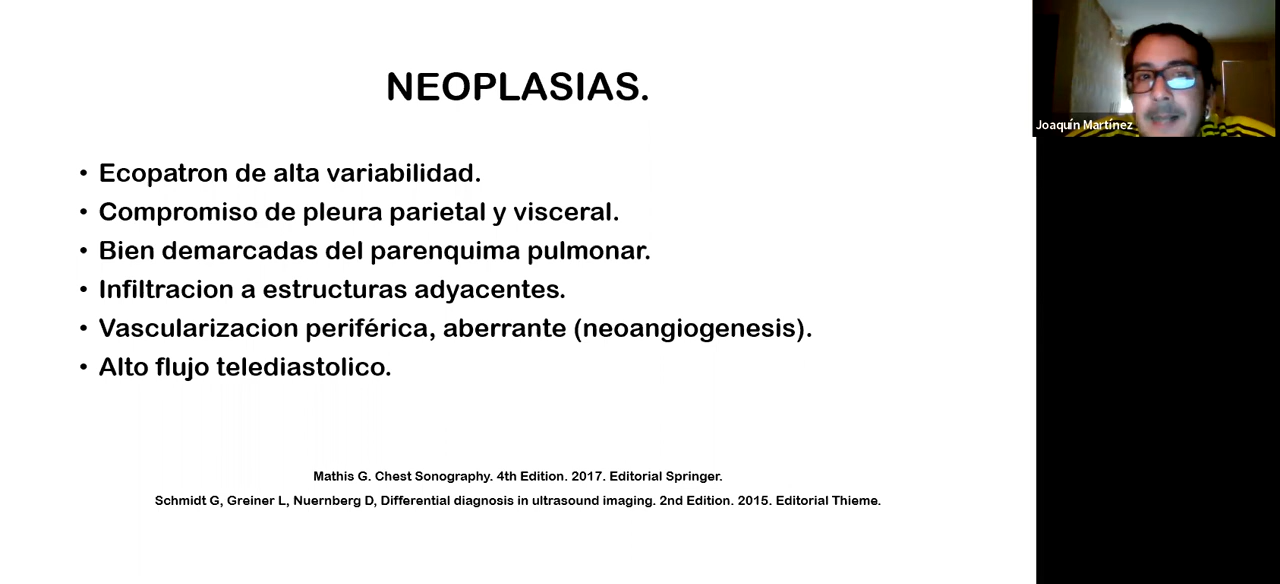 NEOPLASIAS.
• Ecopatron de alta variabilidad.
• Compromiso de pleura parietal y visceral.
• Bien demarcadas del parenquima pulmonar.
• Infiltracion a estructuras adyacentes.
• Vascularizacion periférica, aberrante (neoangiogenesis).
• Alto flujo telediastolico.
Mathis G. Chest Sonography. 4th Edition. 2017. Editorial Springer.
Schmidt G, Greiner L, Nuernberg D, Differential diagnosis in ultrasound imaging. 2nd Edition. 2015. Editorial Thieme.
Joaquín Martínez